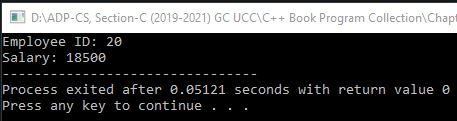 D:\ADP-CS, Section-C (2019-2021) GC UCC\C++ Book Program Collection\Chapt
Employee ID: 20
Salary: 18500
--------------------------------
Process exited after 0.05121 seconds with return value 0
Press any key to continue . . .